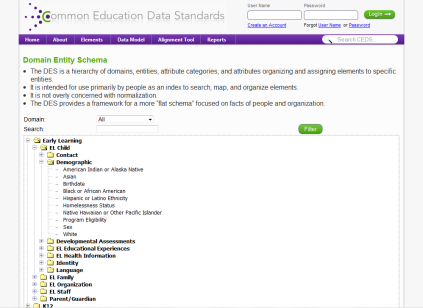 User Name
Password
Common Education Data Standards
Login
Create an Account
Forgot User Name or Password
Home About Elements Data Model Alignment Tool Reports
Search CEDS...
Domain Entity Schema
The DES is a hierarchy of domains, entities, attribute categories, and attributes organizing and assigning elements to specific
entities.
It is intended for use primarily by people as an index to search, map, and organize elements.
It is not overly concerned with normalization.
The DES provides a framework for a more "flat schema" focused on facts of people and organization.
Domain: All
Search: Filter
Early Learning
EL Child
Contact
Demographic
American Indian or Alaska Native
Asian
Birthdate
Black or African American
Hispanic or Latino Ethnicity
Homelessness Status
Native Hawaiian or Other Pacific Islander
Program Eligibility
Sex
White
Developmental Assessments
EL Educational Experiences
EL Health Information
Identity
Language
EL Family
EL Organization
EL Staff
Parent/Guardian
K12